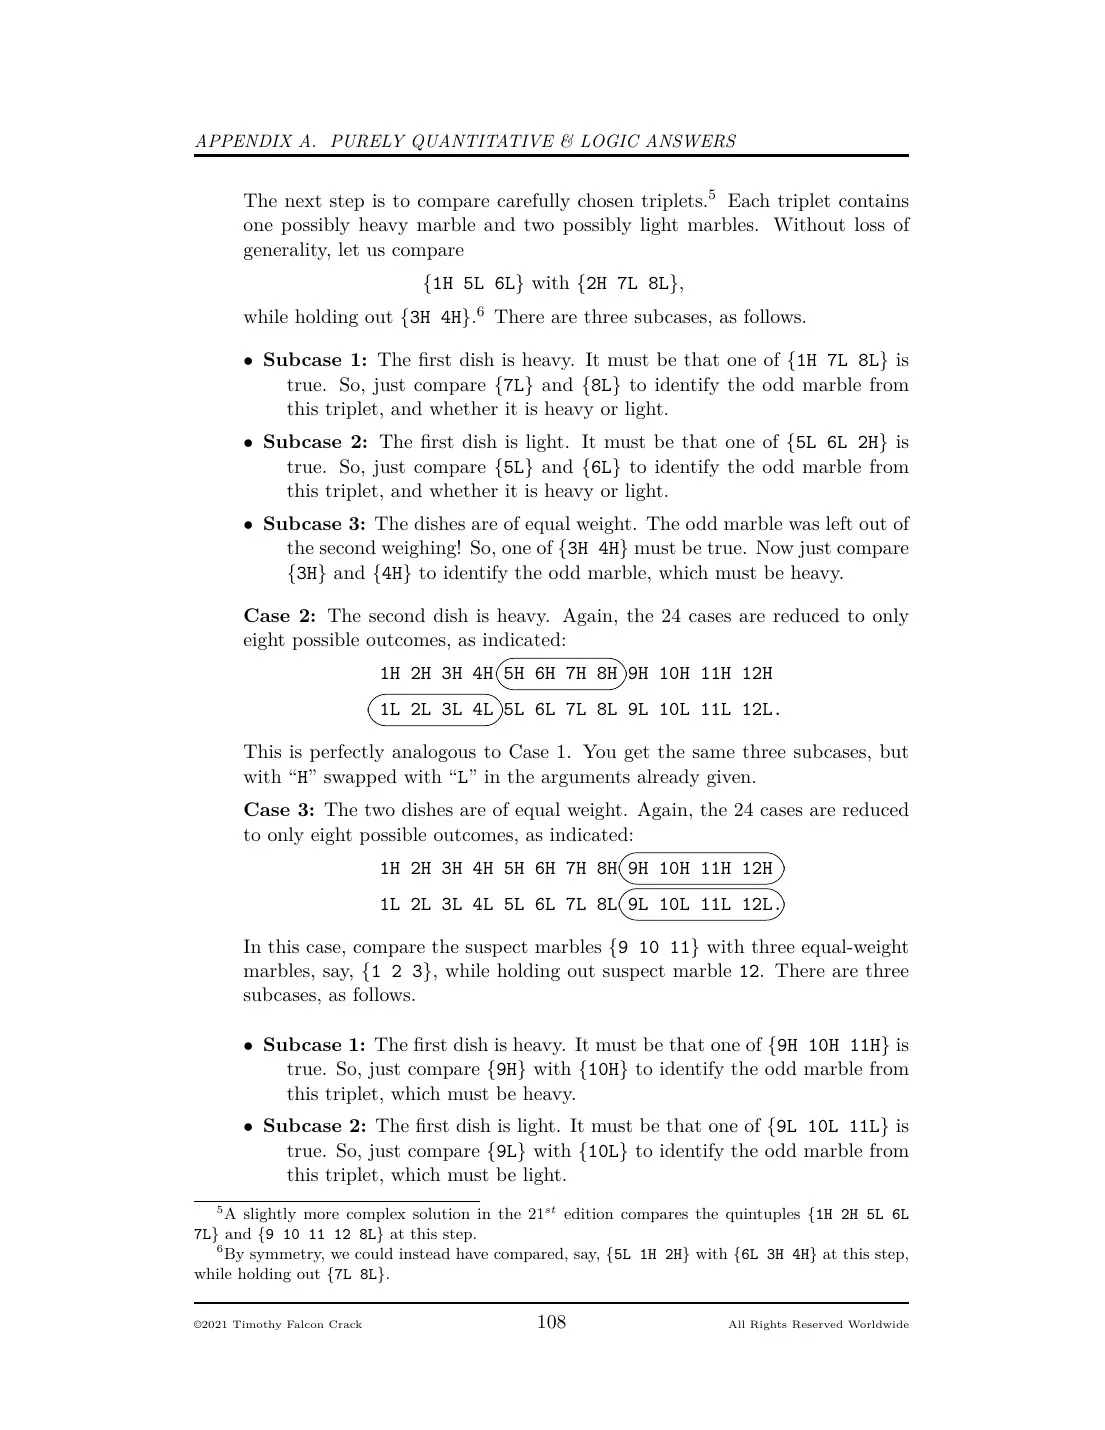 APPENDIX A. PURELY QUANTITATIVE & LOGIC ANSWERS
The next step is to compare carefully chosen triplets.5 Each triplet contains
one possibly heavy marble and two possibly light marbles. Without loss of
generality, let us compare
{1H 5L 6L} with {2H 7L 8L},
while holding out {3H 4H}.6 There are three subcases, as follows.
• Subcase 1: The first dish is heavy. It must be that one of {1H 7L 8L} is
true. So, just compare {7L} and {8L} to identify the odd marble from
this triplet, and whether it is heavy or light.
• Subcase 2: The first dish is light. It must be that one of {5L 6L 2H} is
true. So, just compare {5L} and {6L} to identify the odd marble from
this triplet, and whether it is heavy or light.
• Subcase 3: The dishes are of equal weight. The odd marble was left out of
the second weighing! So, one of {3H 4H} must be true. Now just compare
{3H} and {4H} to identify the odd marble, which must be heavy.
Case 2: The second dish is heavy. Again, the 24 cases are reduced to only
eight possible outcomes, as indicated:
1H 2H 3H 4H 5H 6H 7H 8H 9H 10H 11H 12H
1L 2L 3L 4L 5L 6L 7L 8L 9L 10L 11L 12L.
This is perfectly analogous to Case 1. You get the same three subcases, but
with “H” swapped with “L” in the arguments already given.
Case 3: The two dishes are of equal weight. Again, the 24 cases are reduced
to only eight possible outcomes, as indicated:
1H 2H 3H 4H 5H 6H 7H 8H 9H 10H 11H 12H
1L 2L 3L 4L 5L 6L 7L 8L 9L 10L 11L 12L.
In this case, compare the suspect marbles {9 10 11} with three equal-weight
marbles, say, {1 2 3}, while holding out suspect marble 12. There are three
subcases, as follows.
• Subcase 1: The first dish is heavy. It must be that one of {9H 10H 11H} is
true. So, just compare {9H} with {10H} to identify the odd marble from
this triplet, which must be heavy.
• Subcase 2: The first dish is light. It must be that one of {9L 10L 11L} is
true. So, just compare {9L} with {10L} to identify the odd marble from
this triplet, which must be light.
5A slightly more complex solution in the 21st edition compares the quintuples {1H 2H 5L 6L
7L} and {9 10 11 12 8L} at this step.
6By symmetry, we could instead have compared, say, {5L 1H 2H} with {6L 3H 4H} at this step,
while holding out {7L 8L}.
©2021 Timothy Falcon Crack 108 All Rights Reserved Worldwide